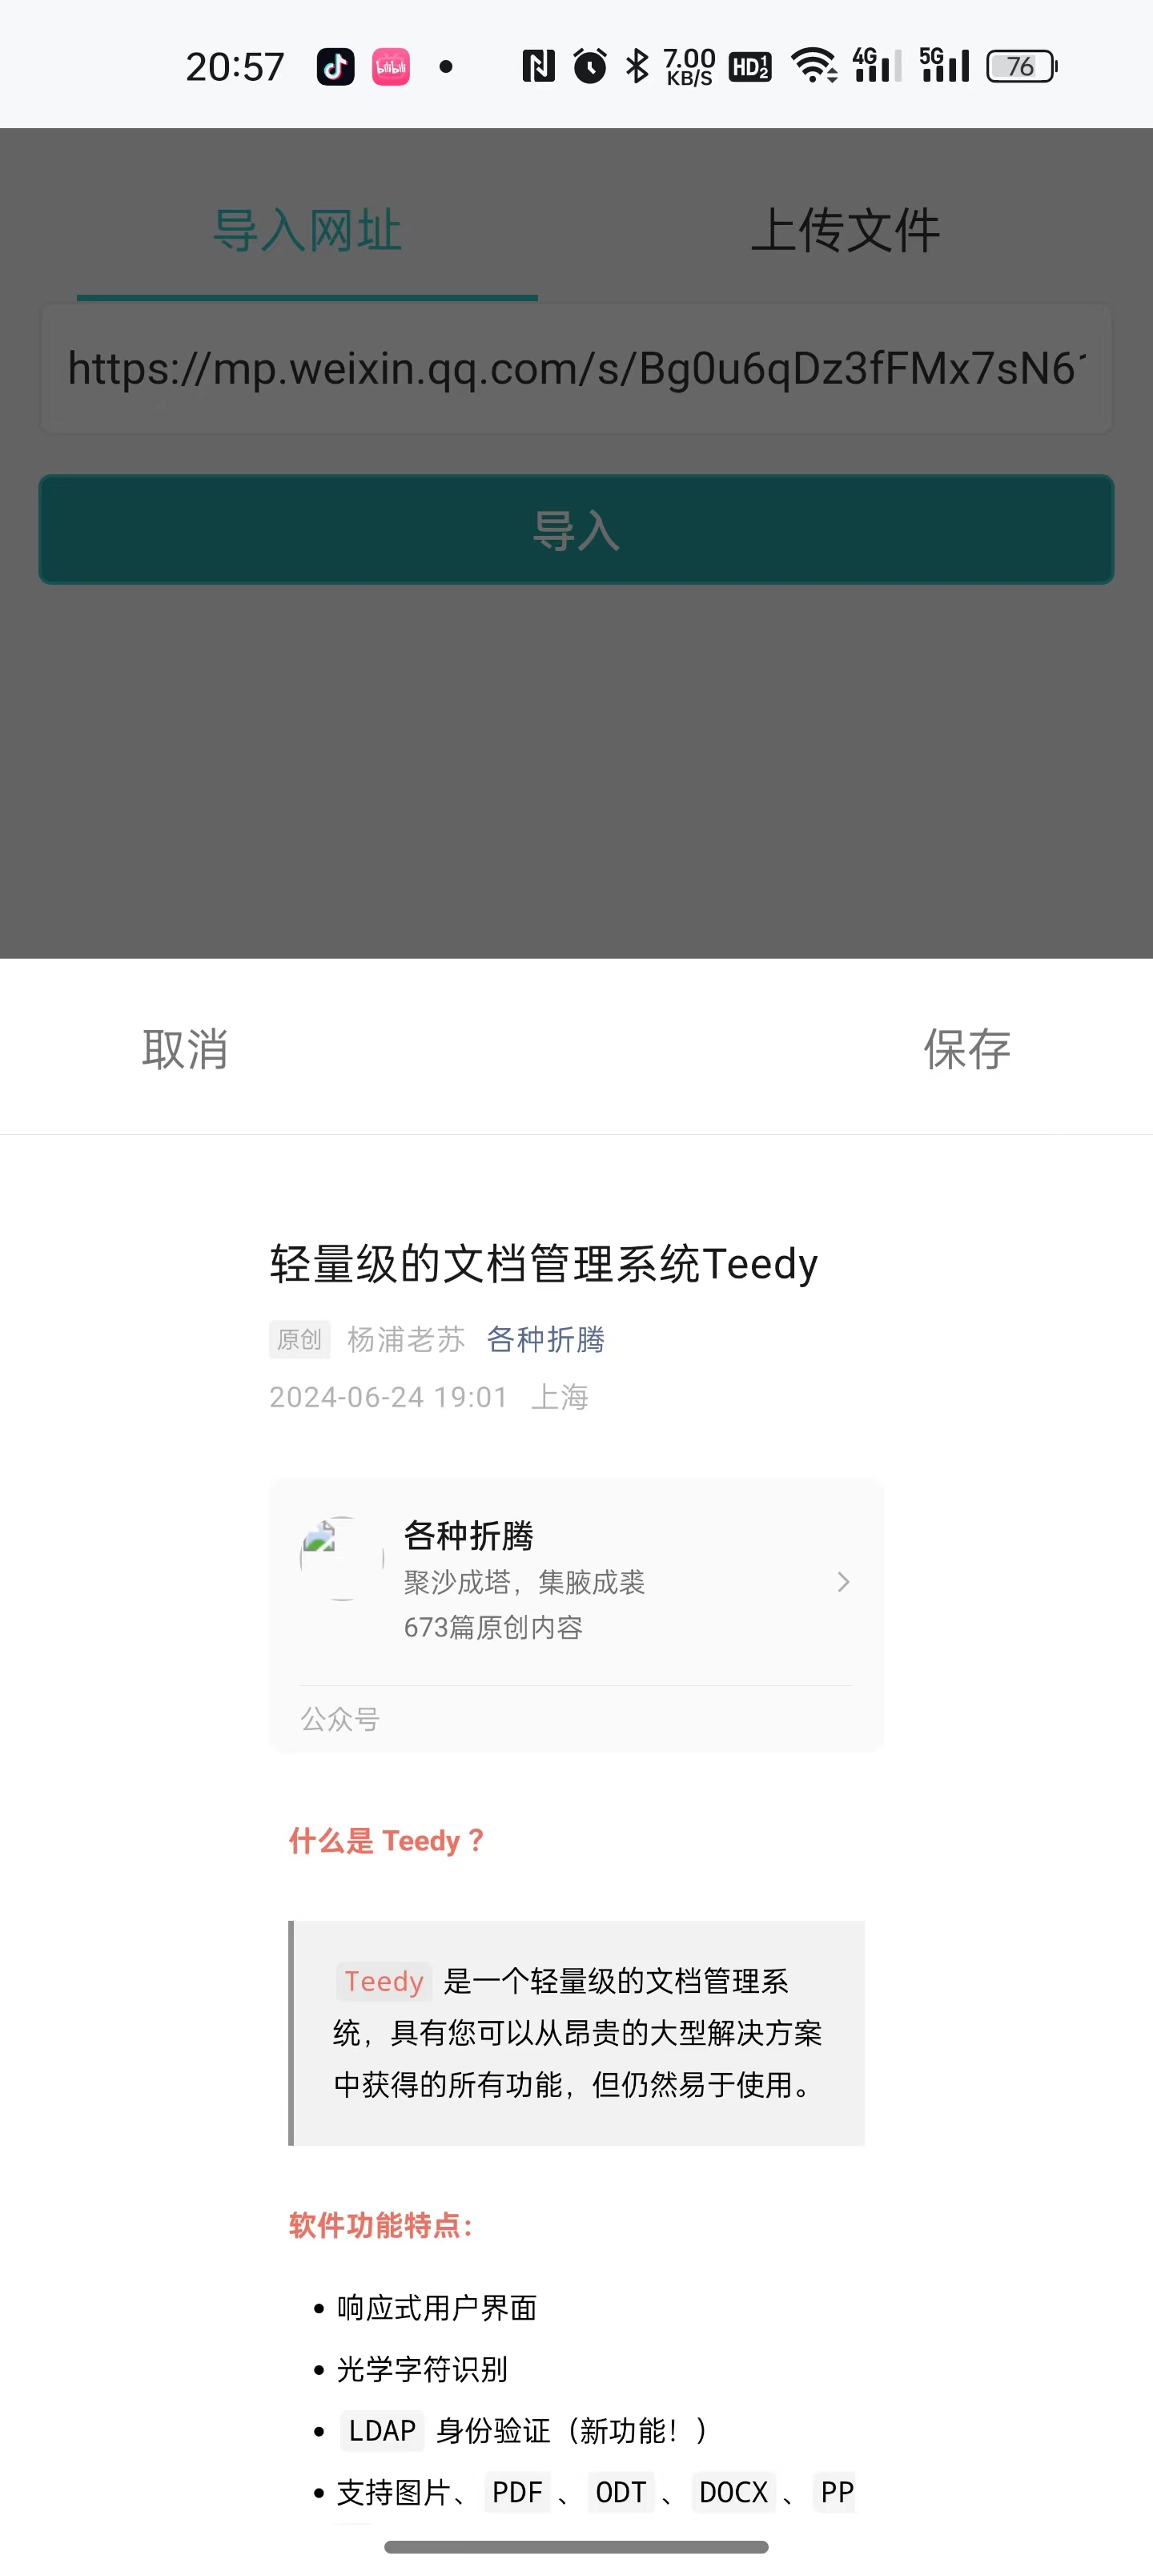 20:57 bilibili 7.00 KB/S HD 1 2 4G 5G 76
导入网址 上传文件
https://mp.weixin.qq.com/s/Bg0u6qDz3fFMx7sN6
导入
取消 保存
轻量级的文档管理系统Teedy
原创 杨浦老苏 各种折腾
2024-06-24 19:01 上海
各种折腾
聚沙成塔，集腋成裘
673篇原创内容
公众号
什么是 Teedy ？
Teedy 是一个轻量级的文档管理系
统，具有您可以从昂贵的大型解决方案
中获得的所有功能，但仍然易于使用。
软件功能特点：
• 响应式用户界面
• 光学字符识别
• LDAP 身份验证（新功能！）
• 支持图片、 PDF 、 ODT 、 DOCX 、 PP